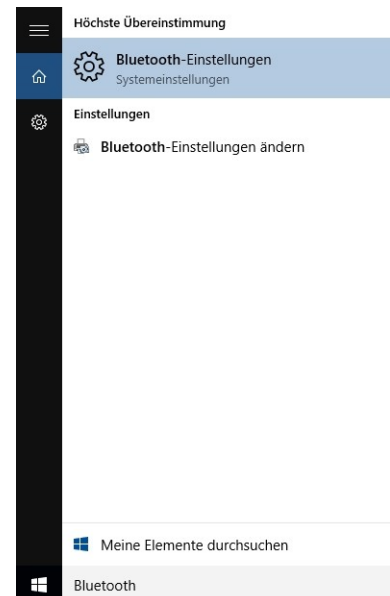 Höchste Übereinstimmung
Bluetooth-Einstellungen
Systemeinstellungen
Einstellungen
Bluetooth-Einstellungen ändern
Meine Elemente durchsuchen
Bluetooth